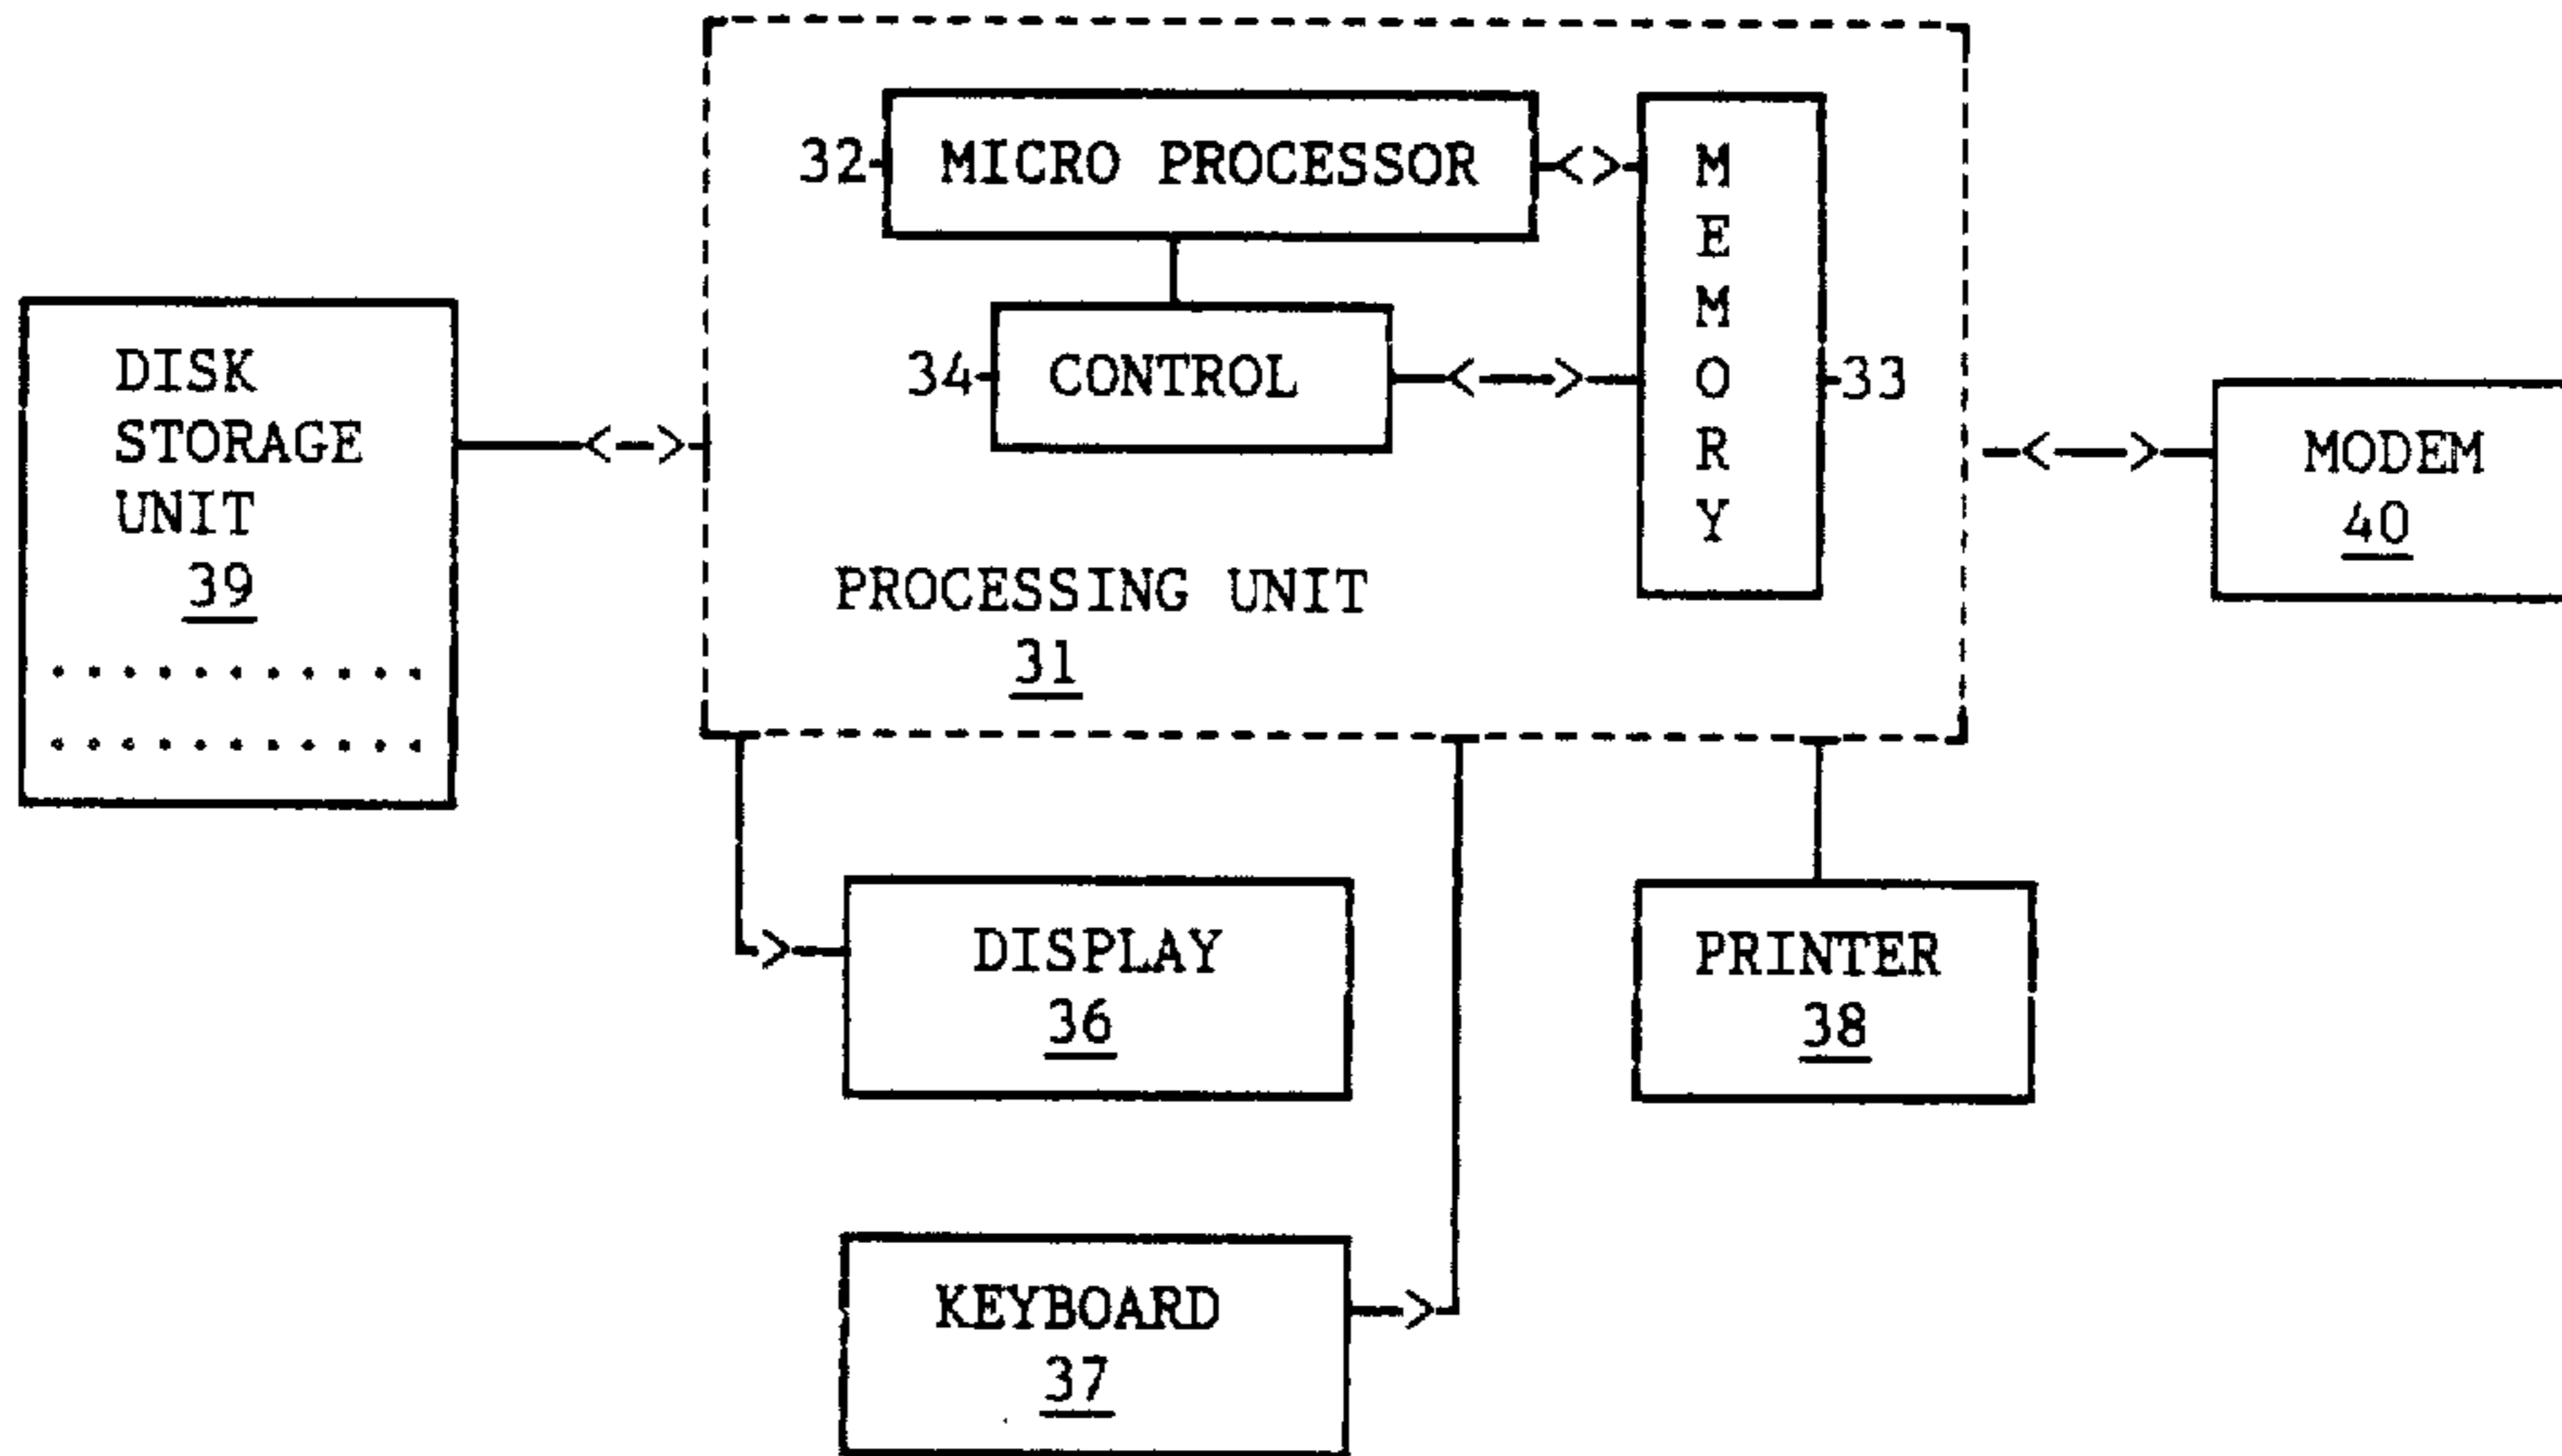 32 MICRO PROCESSOR
M
E
M
O
R
Y
33
34 CONTROL
PROCESSING UNIT
31
DISK
STORAGE
UNIT
39
MODEM
40
DISPLAY
36
PRINTER
38
KEYBOARD
37